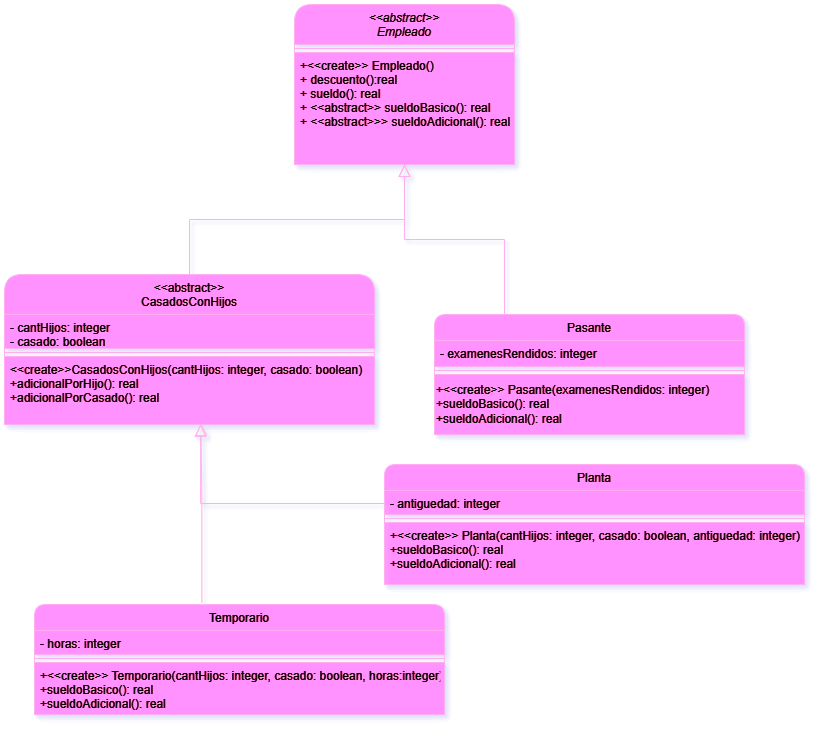 <<abstract>>
Empleado
+<<create>> Empleado()
+ descuento():real
+ sueldo(): real
+ <<abstract>> sueldoBasico(): real
+ <<abstract>>> sueldoAdicional(): real
<<abstract>>
CasadosConHijos
- cantHijos: integer
- casado: boolean
<<create>>CasadosConHijos(cantHijos: integer, casado: boolean)
+adicionalPorHijo(): real
+adicionalPorCasado(): real
Pasante
- examenesRendidos: integer
+<<create>> Pasante(examenesRendidos: integer)
+sueldoBasico(): real
+sueldoAdicional(): real
Planta
- antiguedad: integer
+<<create>> Planta(cantHijos: integer, casado: boolean, antiguedad: integer)
+sueldoBasico(): real
+sueldoAdicional(): real
Temporario
- horas: integer
+<<create>> Temporario(cantHijos: integer, casado: boolean, horas:integer)
+sueldoBasico(): real
+sueldoAdicional(): real